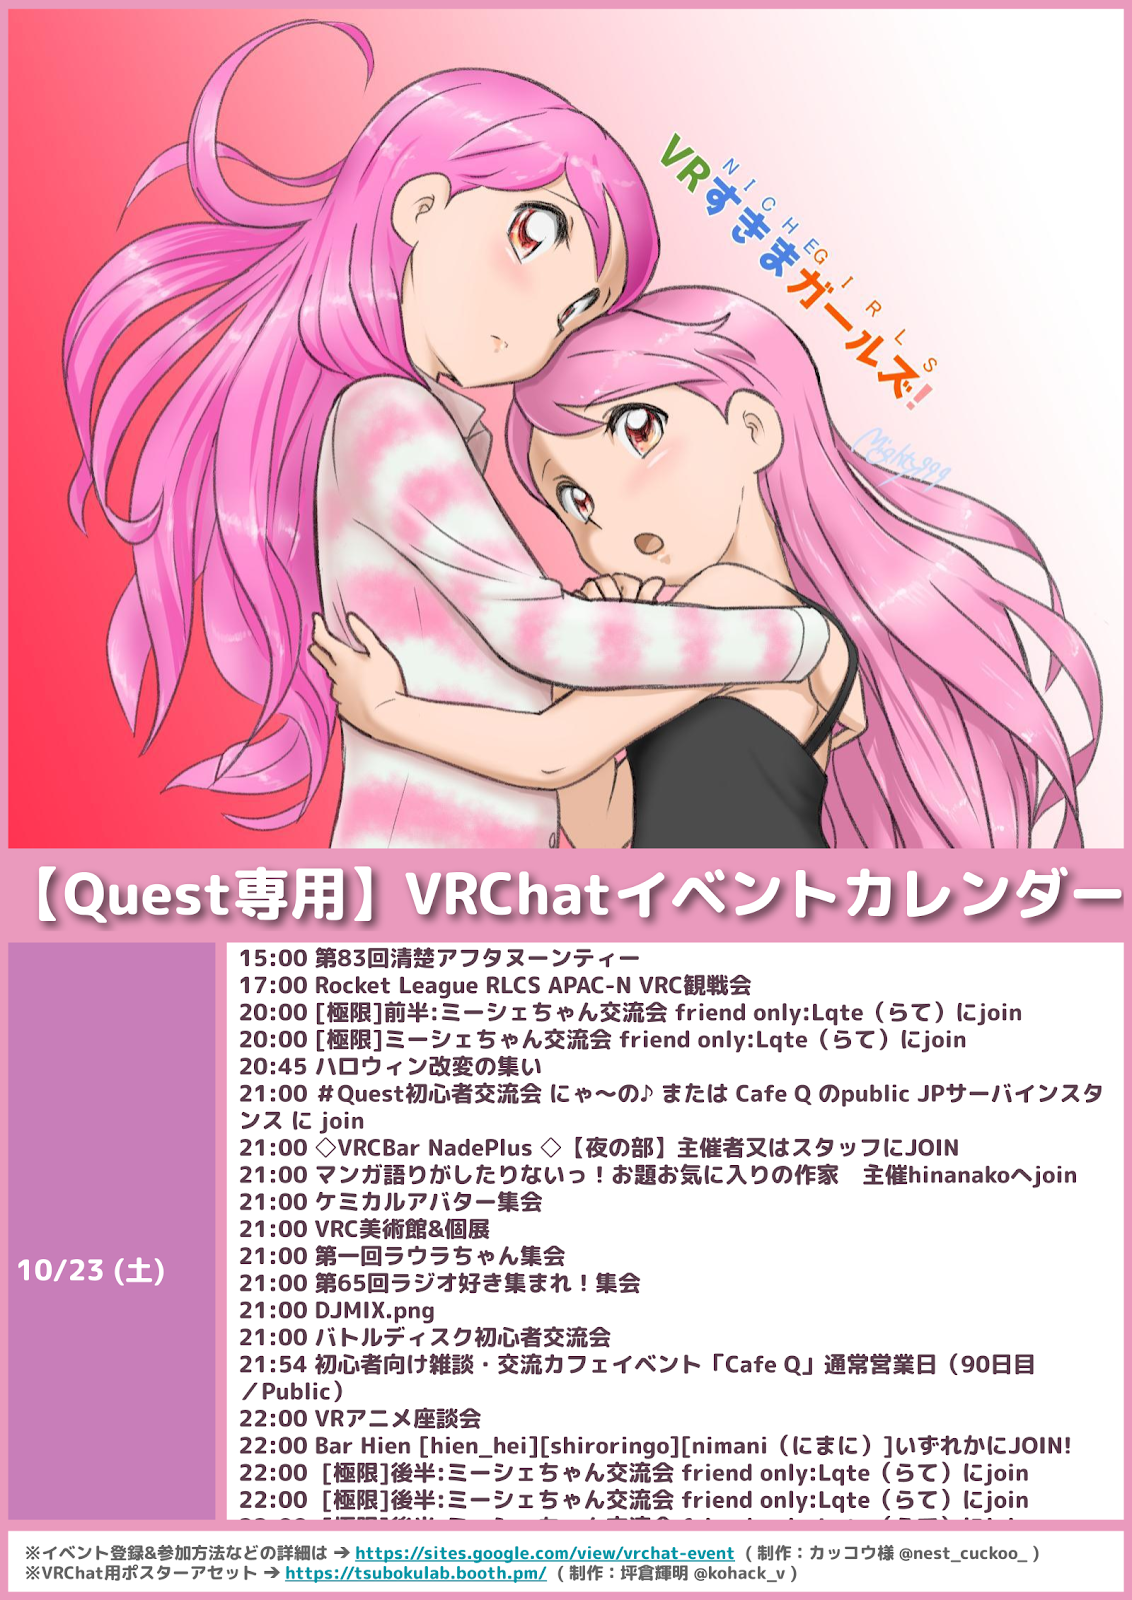 NICHE GIRLS
VRすきまガールズ!
Mighty999
【Quest専用】VRChatイベントカレンダー
10/23 (土)
15:00 第83回清楚アフタヌーンティー
17:00 Rocket League RLCS APAC-N VRC観戦会
20:00 [極限]前半:ミーシェちゃん交流会 friend only:Lqte（らて）にjoin
20:00 [極限]ミーシェちゃん交流会 friend only:Lqte（らて）にjoin
20:45 ハロウィン改変の集い
21:00 ＃Quest初心者交流会 にゃ〜の♪ または Cafe Q のpublic JPサーバインスタ
ンス に join
21:00 ◇VRCBar NadePlus ◇【夜の部】主催者又はスタッフにJOIN
21:00 マンガ語りがしたりないっ！お題お気に入りの作家　主催hinanakoへjoin
21:00 ケミカルアバター集会
21:00 VRC美術館&個展
21:00 第一回ラウラちゃん集会
21:00 第65回ラジオ好き集まれ！集会
21:00 DJMIX.png
21:00 バトルディスク初心者交流会
21:54 初心者向け雑談・交流カフェイベント「Cafe Q」通常営業日（90日目
／Public）
22:00 VRアニメ座談会
22:00 Bar Hien [hien_hei][shiroringo][nimani（にまに）]いずれかにJOIN!
22:00 [極限]後半:ミーシェちゃん交流会 friend only:Lqte（らて）にjoin
22:00 [極限]後半:ミーシェちゃん交流会 friend only:Lqte（らて）にjoin
※イベント登録&参加方法などの詳細は → https://sites.google.com/view/vrchat-event ( 制作：カッコウ様 @nest_cuckoo_ )
※VRChat用ポスターアセット → https://tsubokulab.booth.pm/ ( 制作：坪倉輝明 @kohack_v )